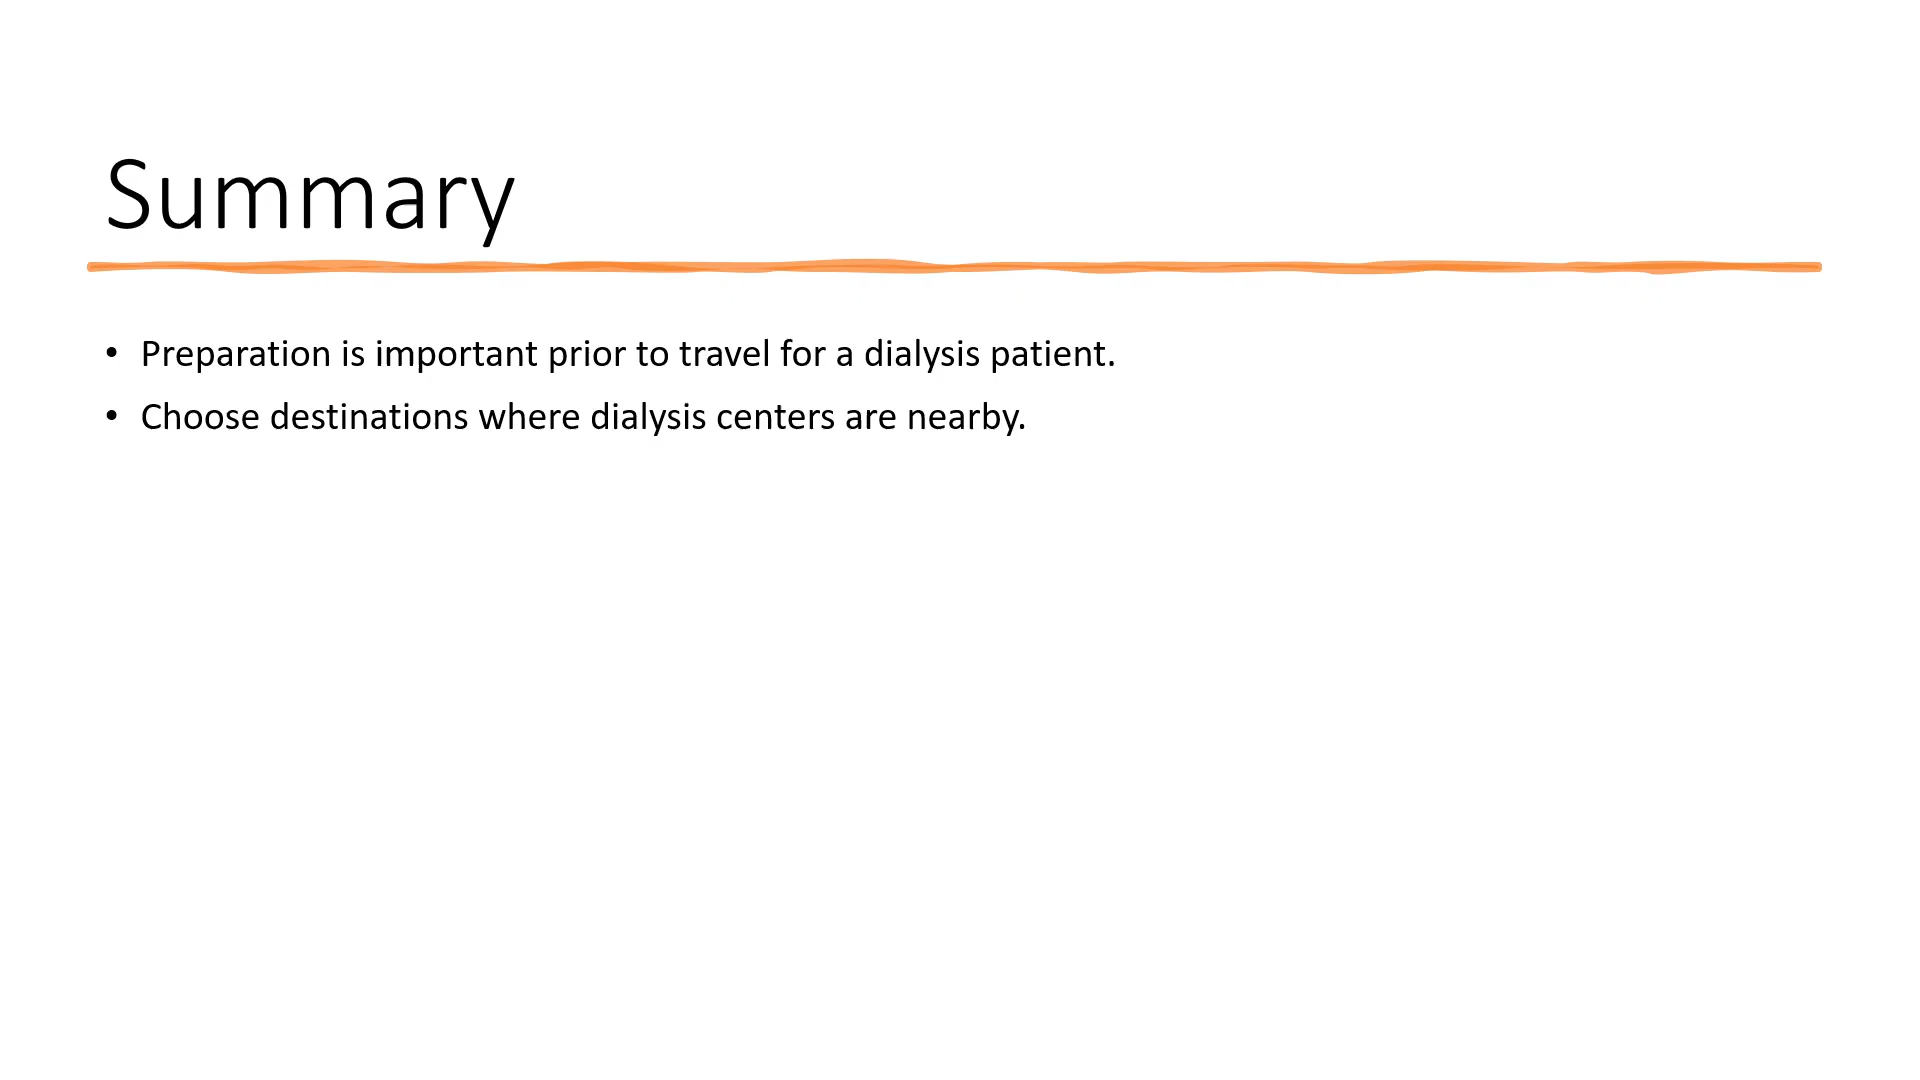 Summary
• Preparation is important prior to travel for a dialysis patient.
• Choose destinations where dialysis centers are nearby.